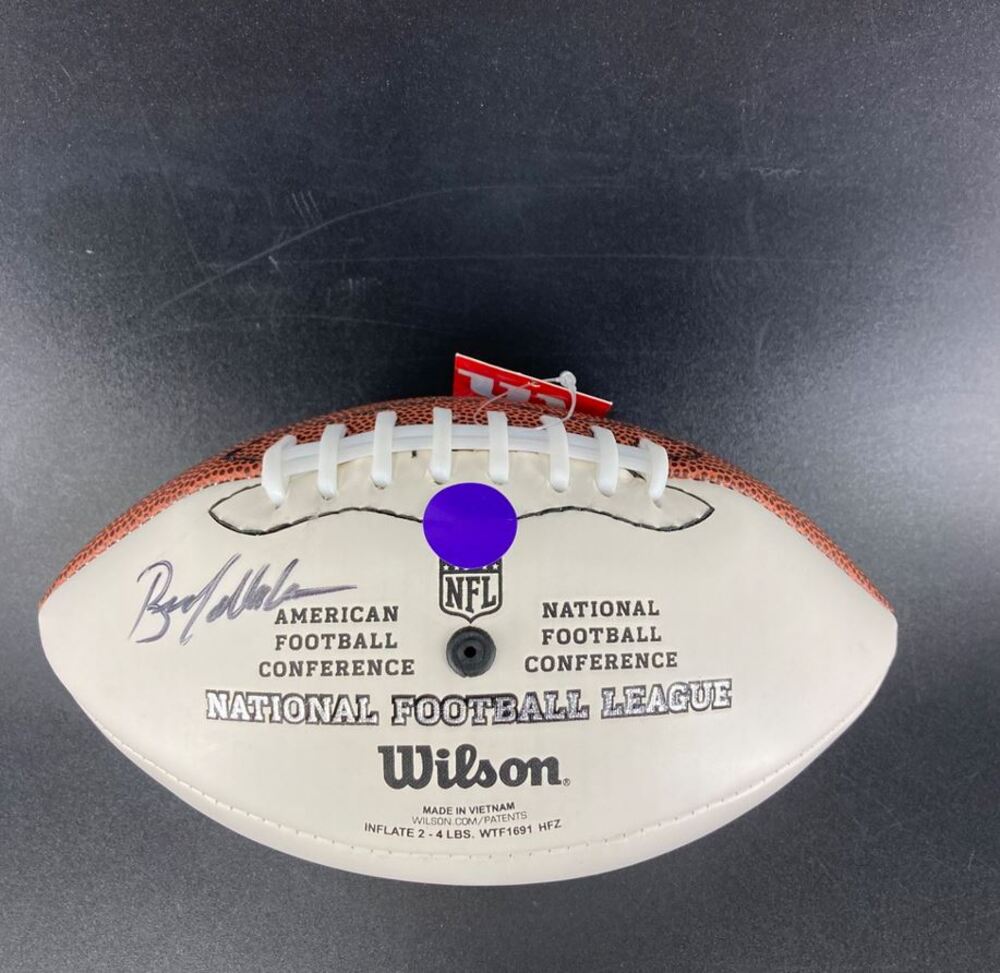 NFL
AMERICAN
FOOTBALL
CONFERENCE
NATIONAL
FOOTBALL
CONFERENCE
NATIONAL FOOTBALL LEAGUE
Wilson®
MADE IN VIETNAM
WILSON.COM/PATENTS
INFLATE 2 - 4 LBS. WTF1691 HFZ